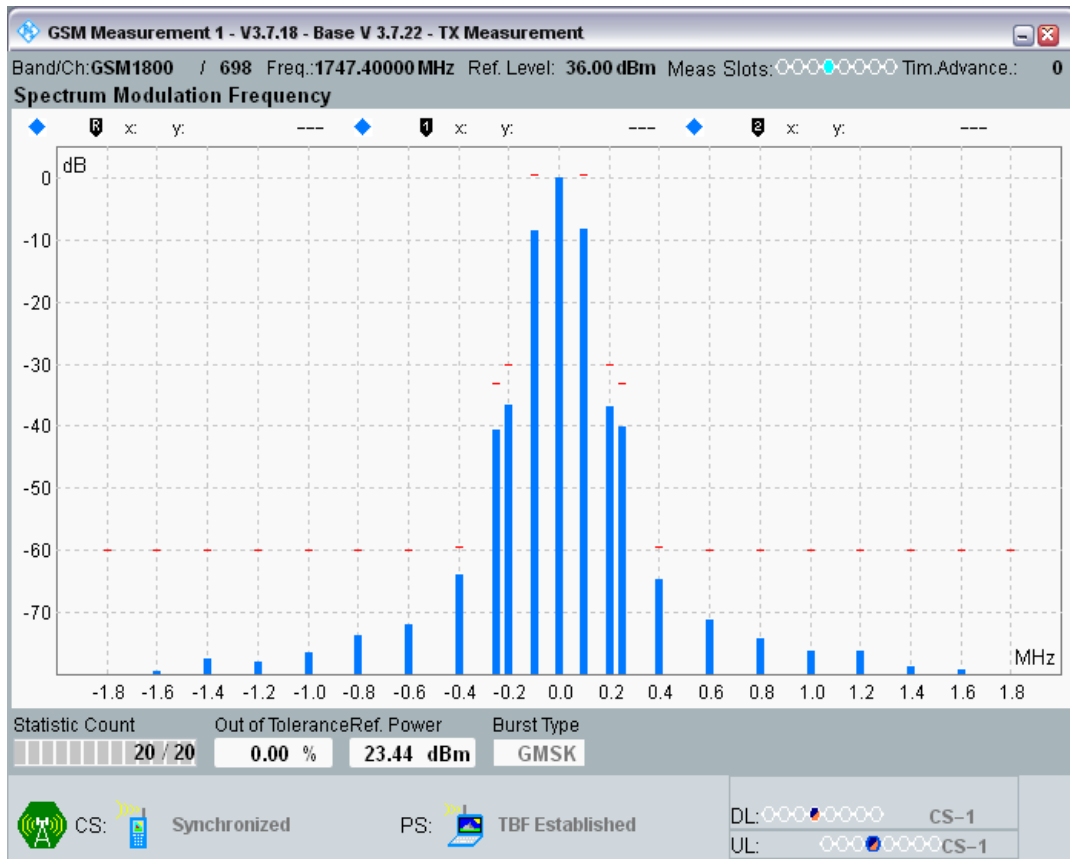 GSM Measurement 1 - V3.7.18 - Base V 3.7.22 - TX Measurement
Band/Ch:GSM1800 / 698 Freq.:1747.40000 MHz Ref. Level: 36.00 dBm Meas Slots: Tim.Advance.: 0
Spectrum Modulation Frequency
R x: y: --- 1 x: y: --- 2 x: y: ---
dB
0
-10
-20
-30
-40
-50
-60
-70
MHz
-1.8 -1.6 -1.4 -1.2 -1.0 -0.8 -0.6 -0.4 -0.2 0.0 0.2 0.4 0.6 0.8 1.0 1.2 1.4 1.6 1.8
Statistic Count Out of Tolerance Ref. Power Burst Type
20 / 20 0.00 % 23.44 dBm GMSK
CS: Synchronized PS: TBF Established
DL: CS-1
UL: CS-1